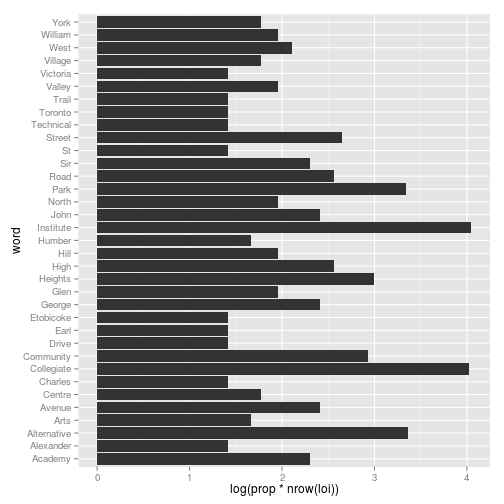 York
William
West
Village
Victoria
Valley
Trail
Toronto
Technical
Street
St
Sir
Road
Park
North
John
Institute
Humber
Hill
High
Heights
Glen
George
Etobicoke
Earl
Drive
Community
Collegiate
Charles
Centre
Avenue
Arts
Alternative
Alexander
Academy
word
0 1 2 3 4
log(prop * nrow(loi))